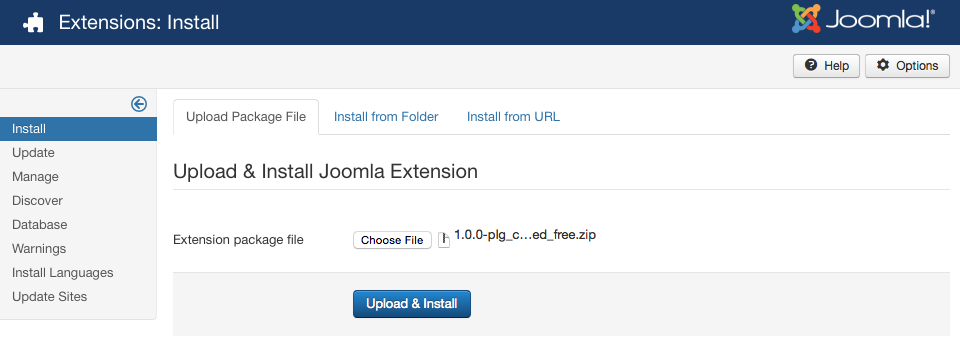 Extensions: Install
Joomla!®
Help
Options
Install
Update
Manage
Discover
Database
Warnings
Install Languages
Update Sites
Upload Package File
Install from Folder
Install from URL
Upload & Install Joomla Extension
Extension package file
Choose File
1.0.0-plg_c...ed_free.zip
Upload & Install